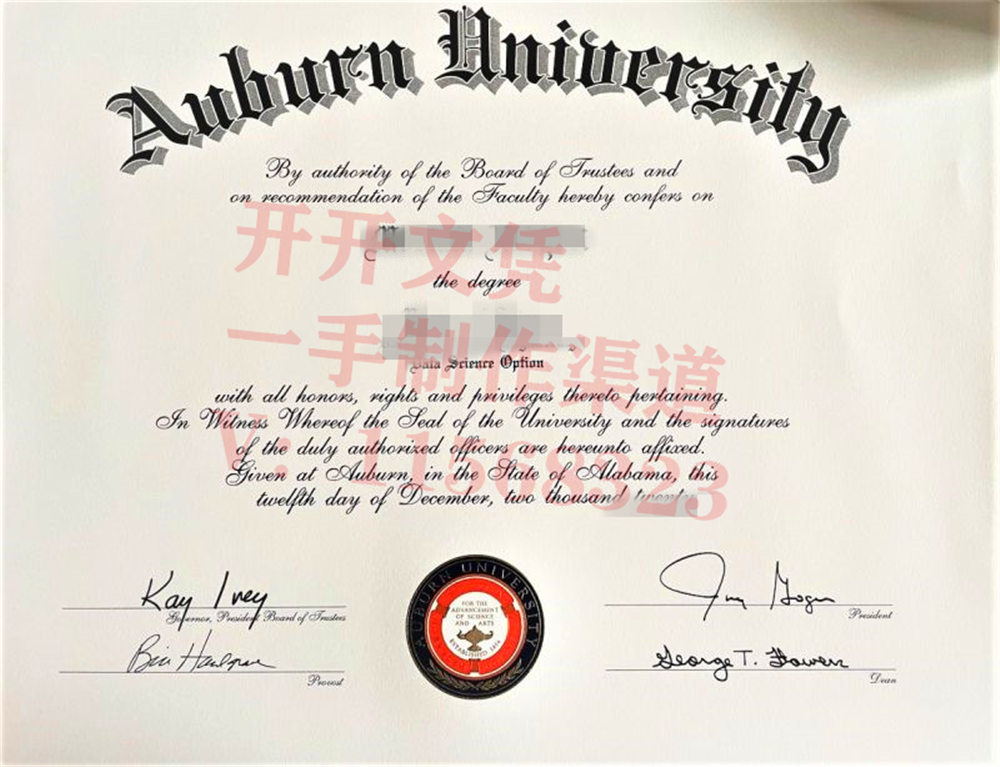 Auburn University
By authority of the Board of Trustees and
on recommendation of the Faculty hereby confers on
开开文凭
the degree
一手制作渠道
Data Science Option
with all honors, rights and privileges thereto pertaining.
In Witness Whereof the Seal of the University and the signatures
of the duly authorized officers are hereunto affixed.
V:
Given at Auburn, in the State of Alabama, this
twelfth day of December, two thousand twenty
Kay Ivey
Governor, President Board of Trustees
President
AUBURN UNIVERSITY
FOR THE
ADVANCEMENT
OF SCIENCE
AND ARTS
ESTABLISHED 1856
Provost
George T.
Dean